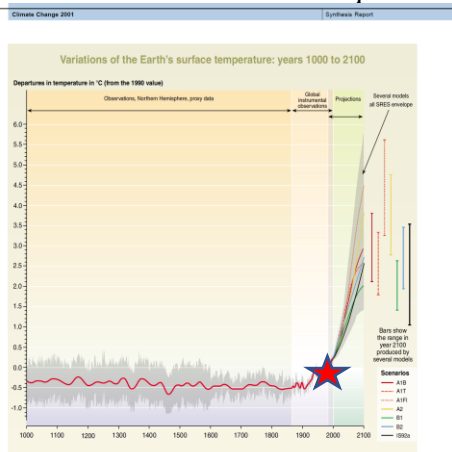 Climate Change 2001
Synthesis Report
Variations of the Earth's surface temperature: years 1000 to 2100
Departures in temperature in °C (from the 1990 value)
Observations, Northern Hemisphere, proxy data
Global
instrumental
observations
Projections
Several models
all SRES envelope
6.0
5.5
5.0
4.5
4.0
3.5
3.0
2.5
2.0
1.5
1.0
0.5
0.0
-0.5
-1.0
1000 1100 1200 1300 1400 1500 1600 1700 1800 1900 2000 2100
Bars show
the range in
year 2100
produced by
several models
Scenarios
A1B
A1T
A1FI
A2
B1
B2
IS92a